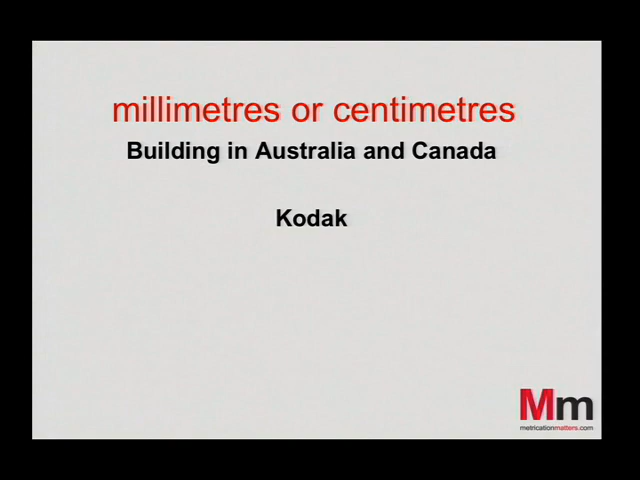 millimetres or centimetres
Building in Australia and Canada
Kodak
Mm
metricationmatters.com